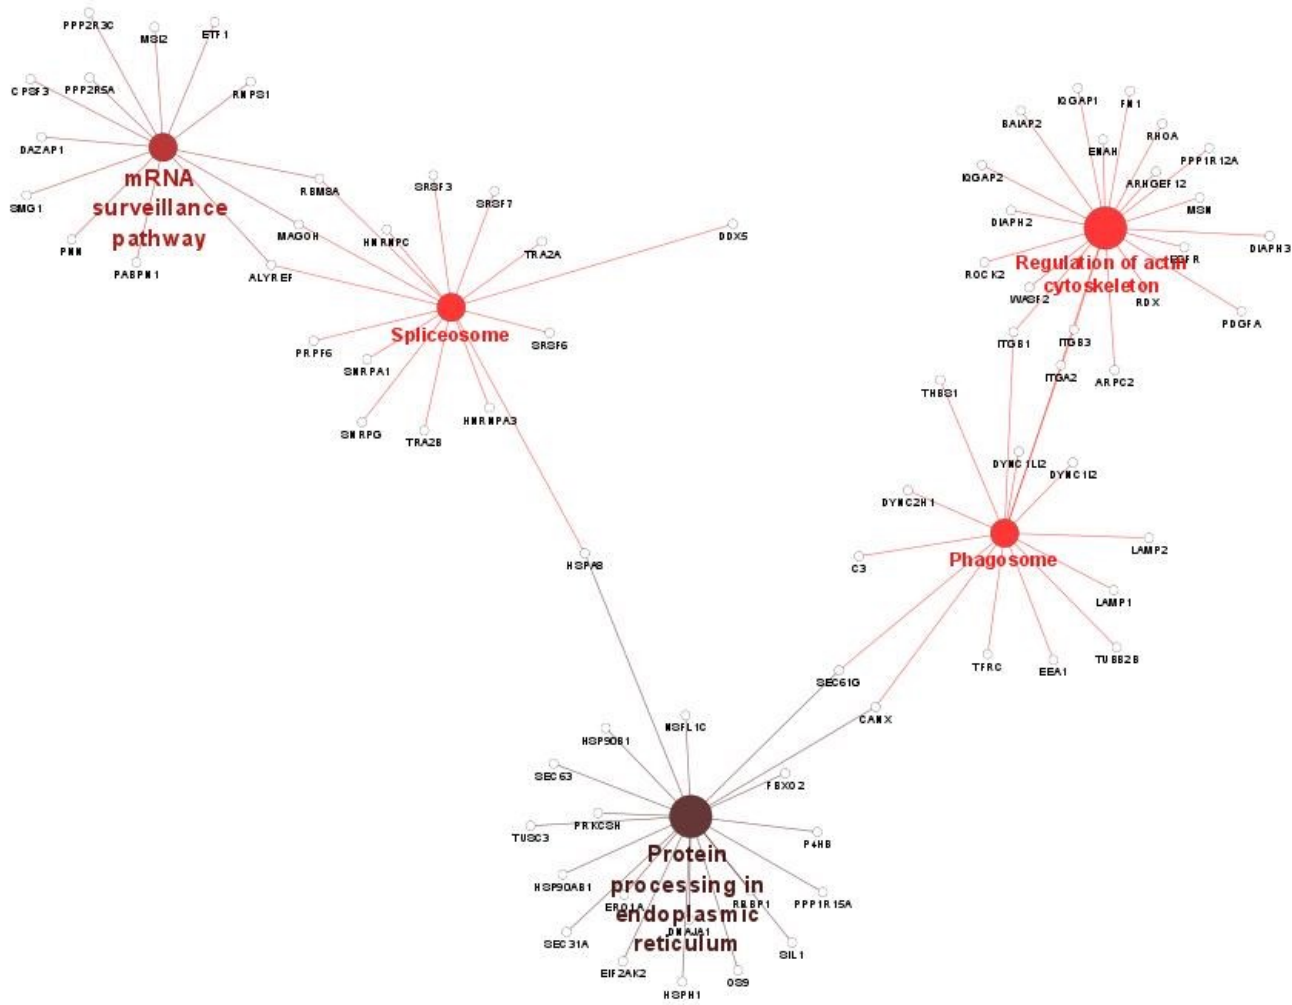 PPP2R3C
MSI2
ETF1
CPSF3
PPP2R5A
RNPS1
DAZAP1
mRNA
surveillance
pathway
SMG1
PNN
PABPN1
RBM8A
MAGOH
ALYREF
HNRNPC
SRSF3
SRSF7
TRA2A
DDX5
Spliceosome
PRPF6
SNRPA1
SRSF6
SNRPG
TRA2B
HNRNPA3
HSPA8
IQGAP1
FN1
BAIAP2
ENAH
RHOA
PPP1R12A
IQGAP2
ARHGEF12
MSN
DIAPH2
DIAPH3
EGFR
ROCK2
Regulation of actin
cytoskeleton
WASF2
RDX
PDGFA
ITGB1
ITGB3
ITGA2
ARPC2
THBS1
DYNC1LI2
DYNC1I2
DYNC2H1
C3
Phagosome
LAMP2
LAMP1
TFRC
EEA1
TUBB2B
SEC61G
CANX
NSFL1C
HSP90B1
SEC63
FBXO2
TUSC3
PRKCSH
P4HB
Protein
processing in
endoplasmic
reticulum
HSP90AB1
ERO1A
RRBP1
PPP1R15A
DNAJA1
SEC31A
SIL1
EIF2AK2
OS9
HSPH1